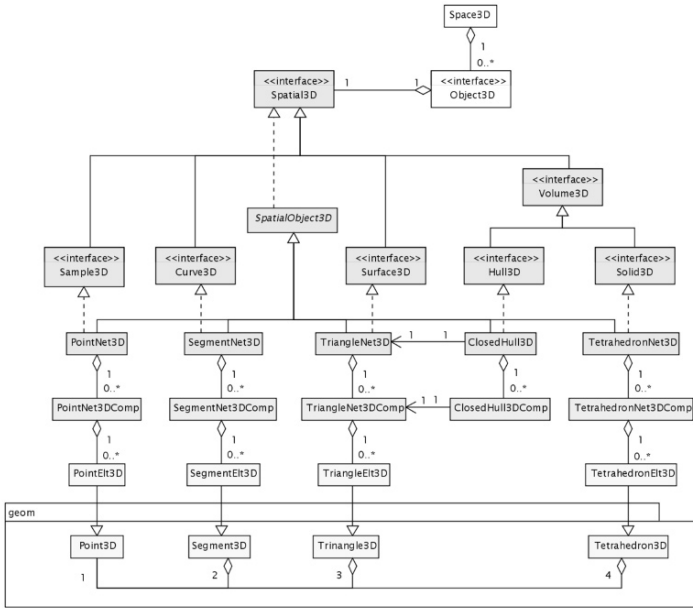 Space3D
1
0..*
<<interface>>
Spatial3D
1
1
<<interface>>
Object3D
<<interface>>
Volume3D
SpatialObject3D
<<interface>>
Sample3D
<<interface>>
Curve3D
<<interface>>
Surface3D
<<interface>>
Hull3D
<<interface>>
Solid3D
PointNet3D
SegmentNet3D
TriangleNet3D
1
1
ClosedHull3D
TetrahedronNet3D
1
0..*
1
0..*
1
0..*
1
0..*
1
0..*
PointNet3DComp
SegmentNet3DComp
TriangleNet3DComp
1
1
ClosedHull3DComp
TetrahedronNet3DComp
1
0..*
1
0..*
1
0..*
1
0..*
PointElt3D
SegmentElt3D
TriangleElt3D
TetrahedronElt3D
geom
Point3D
Segment3D
Trinangle3D
Tetrahedron3D
1
2
3
4